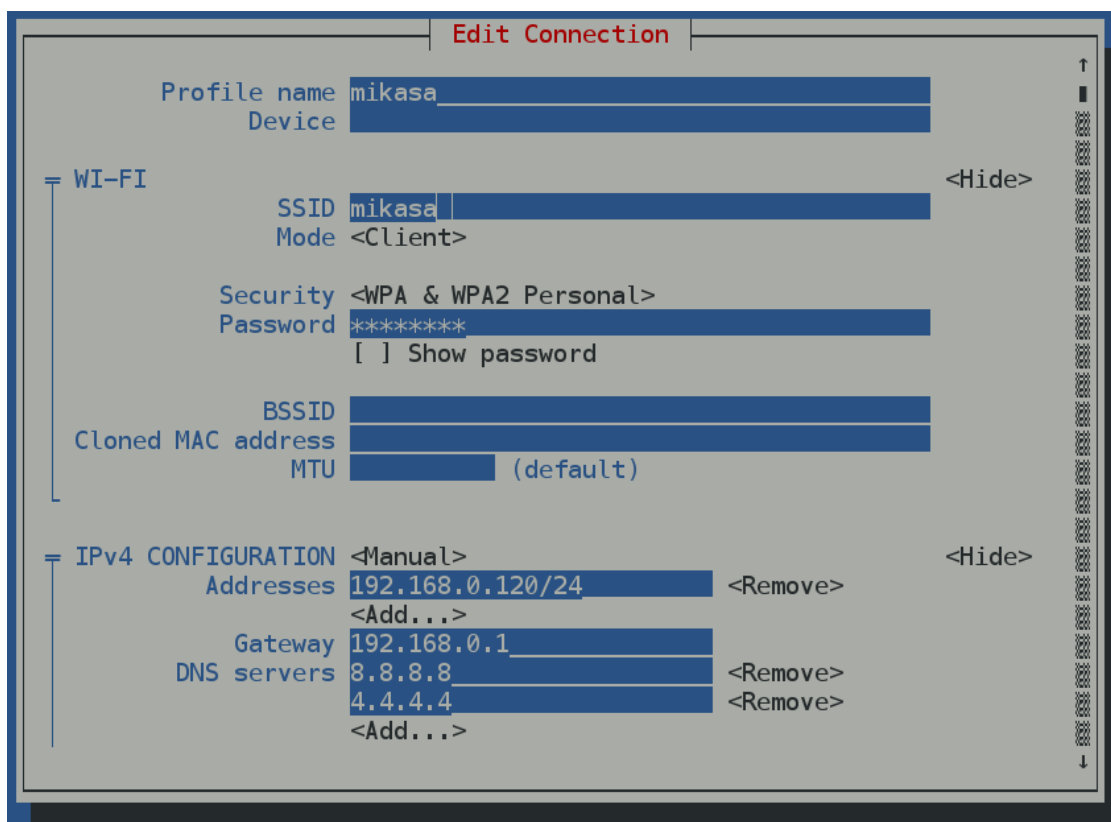 Edit Connection
Profile name mikasa
Device
WI-FI <Hide>
SSID mikasa
Mode <Client>
Security <WPA & WPA2 Personal>
Password ********
[ ] Show password
BSSID
Cloned MAC address
MTU (default)
IPv4 CONFIGURATION <Manual> <Hide>
Addresses 192.168.0.120/24 <Remove>
<Add...>
Gateway 192.168.0.1
DNS servers 8.8.8.8 <Remove>
4.4.4.4 <Remove>
<Add...>